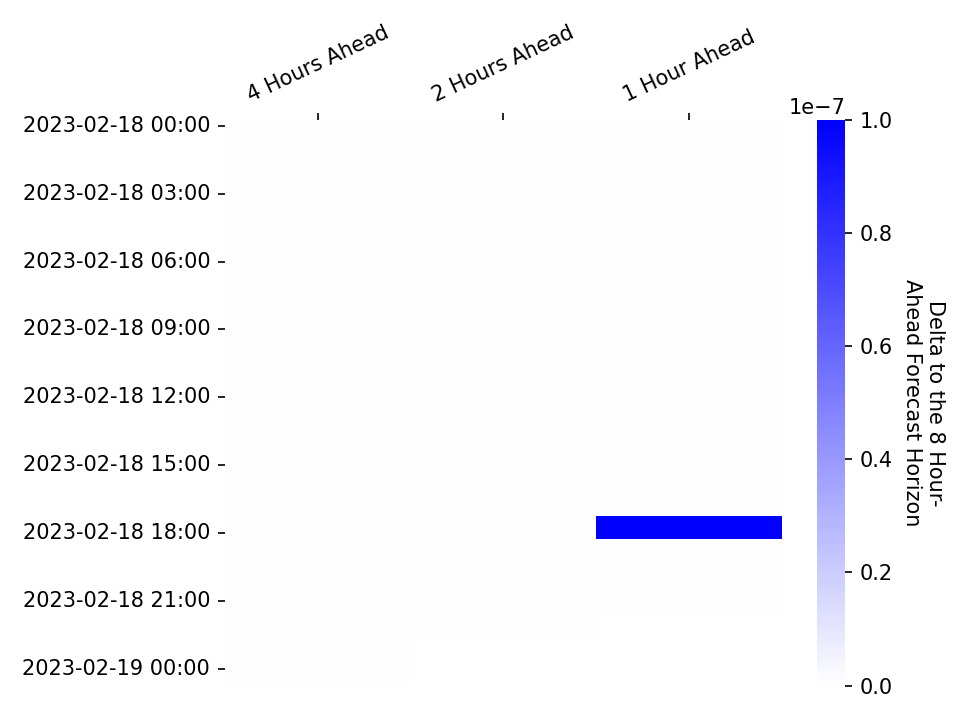 4 Hours Ahead
2 Hours Ahead
1 Hour Ahead
2023-02-18 00:00
2023-02-18 03:00
2023-02-18 06:00
2023-02-18 09:00
2023-02-18 12:00
2023-02-18 15:00
2023-02-18 18:00
2023-02-18 21:00
2023-02-19 00:00
1e−7
1.0
0.8
0.6
0.4
0.2
0.0
Delta to the 8 Hour-
Ahead Forecast Horizon